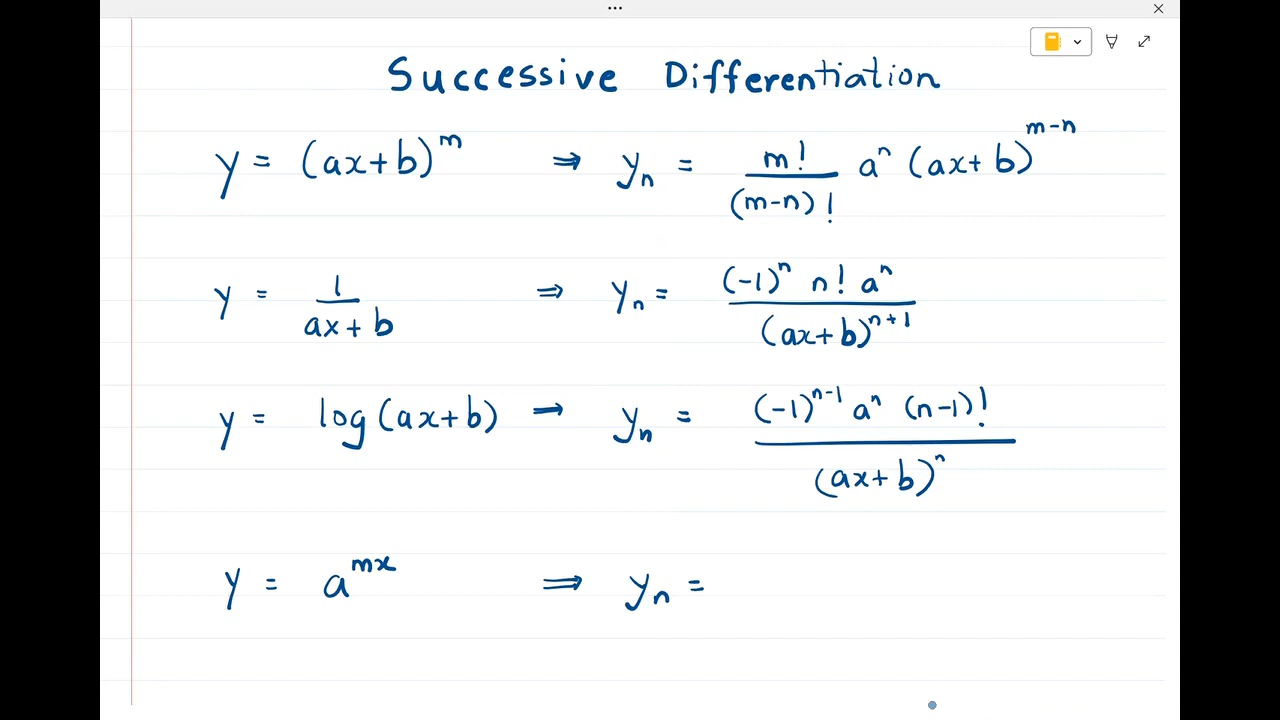 Successive Differentiation
y = (ax+b)^m ⇒ y_n = m!/(m-n)! a^n (ax+b)^{m-n}
y = 1/(ax+b) ⇒ y_n = (-1)^n n! a^n/(ax+b)^{n+1}
y = log(ax+b) → y_n = (-1)^{n-1} a^n (n-1)!/(ax+b)^n
y = a^{mx} ⇒ y_n =